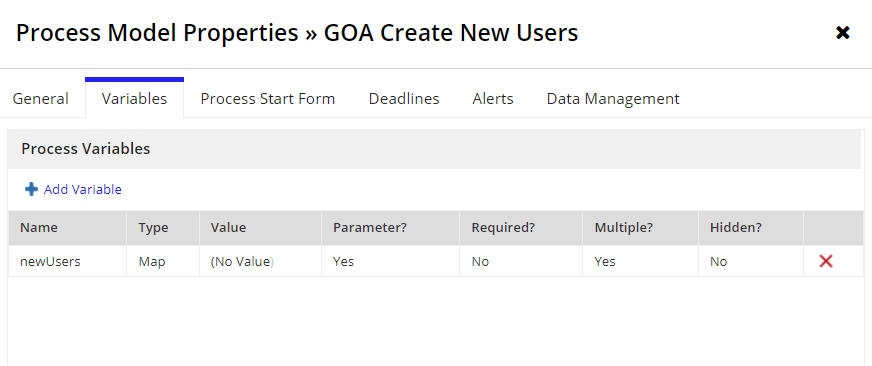 Process Model Properties » GOA Create New Users
General Variables Process Start Form Deadlines Alerts Data Management
Process Variables
Add Variable
Name Type Value Parameter? Required? Multiple? Hidden?
newUsers Map (No Value) Yes No Yes No